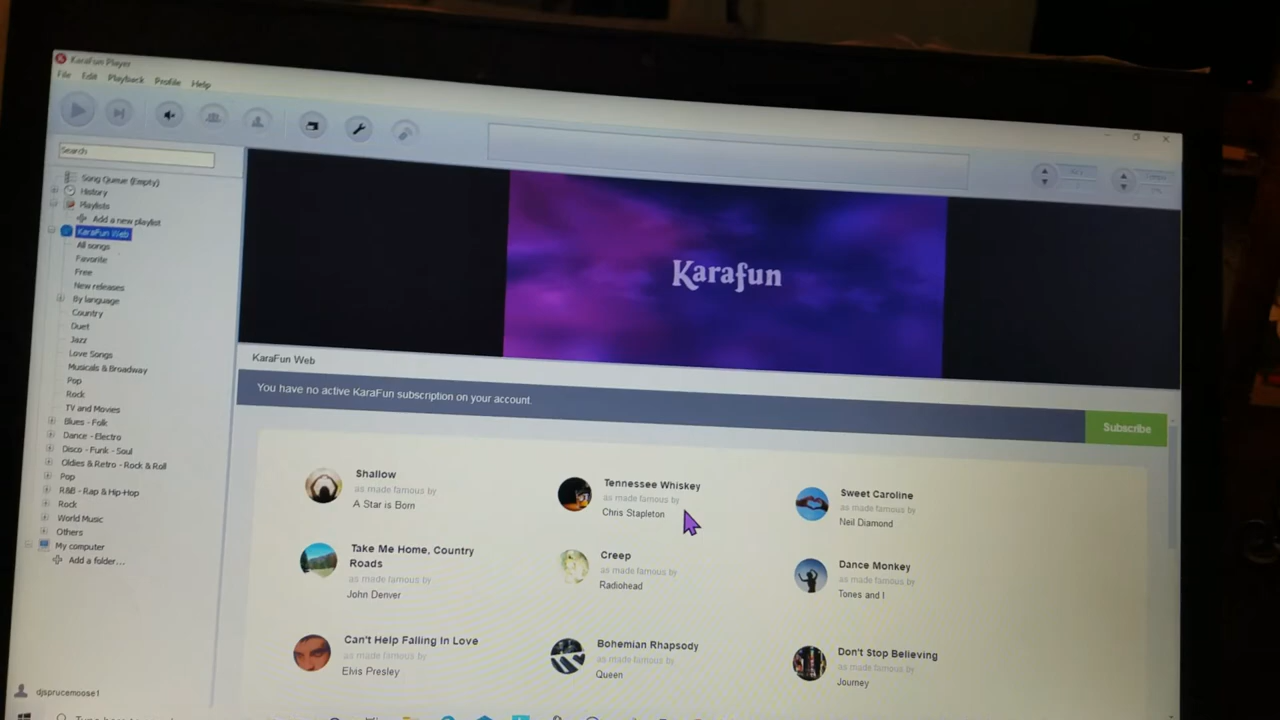 KaraFun Player
File Edit Playback Profile Help
Search
Song Queue (Empty)
History
Playlists
Add a new playlist
KaraFun Web
All songs
Favorite
Free
New releases
By language
Country
Duet
Jazz
Love Songs
Musicals & Broadway
Pop
Rock
TV and Movies
Blues - Folk
Dance - Electro
Disco - Funk - Soul
Oldies & Retro - Rock & Roll
Pop
R&B - Rap & Hip-Hop
Rock
World Music
Others
My computer
Add a folder...
djsprucemoose1
Key
Tempo
Karafun
KaraFun Web
You have no active KaraFun subscription on your account.
Subscribe
Shallow
as made famous by
A Star is Born
Tennessee Whiskey
as made famous by
Chris Stapleton
Sweet Caroline
as made famous by
Neil Diamond
Take Me Home, Country
Roads
as made famous by
John Denver
Creep
as made famous by
Radiohead
Dance Monkey
as made famous by
Tones and I
Can't Help Falling In Love
as made famous by
Elvis Presley
Bohemian Rhapsody
as made famous by
Queen
Don't Stop Believing
as made famous by
Journey